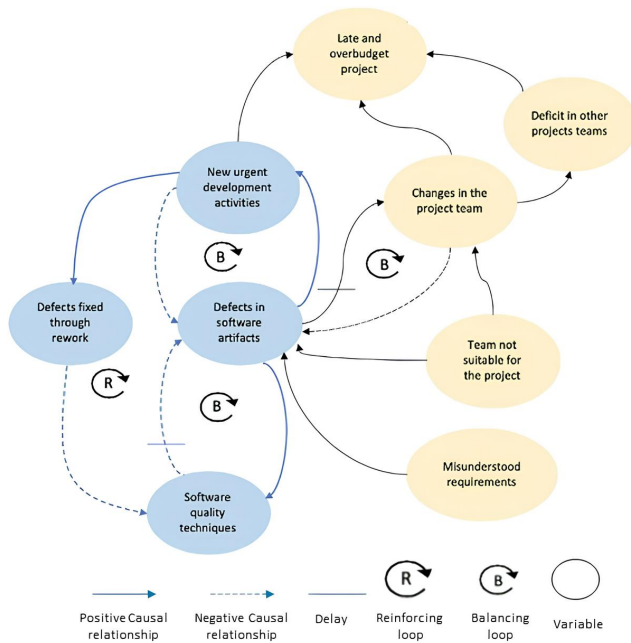 Late and
overbudget
project
Deficit in other
projects teams
New urgent
development
activities
Changes in the
project team
B
B
Defects fixed
through
rework
Defects in
software
artifacts
Team not
suitable for
the project
R
B
Misunderstood
requirements
Software
quality
techniques
R
B
Positive Causal
relationship
Negative Causal
relationship
Delay
Reinforcing
loop
Balancing
loop
Variable